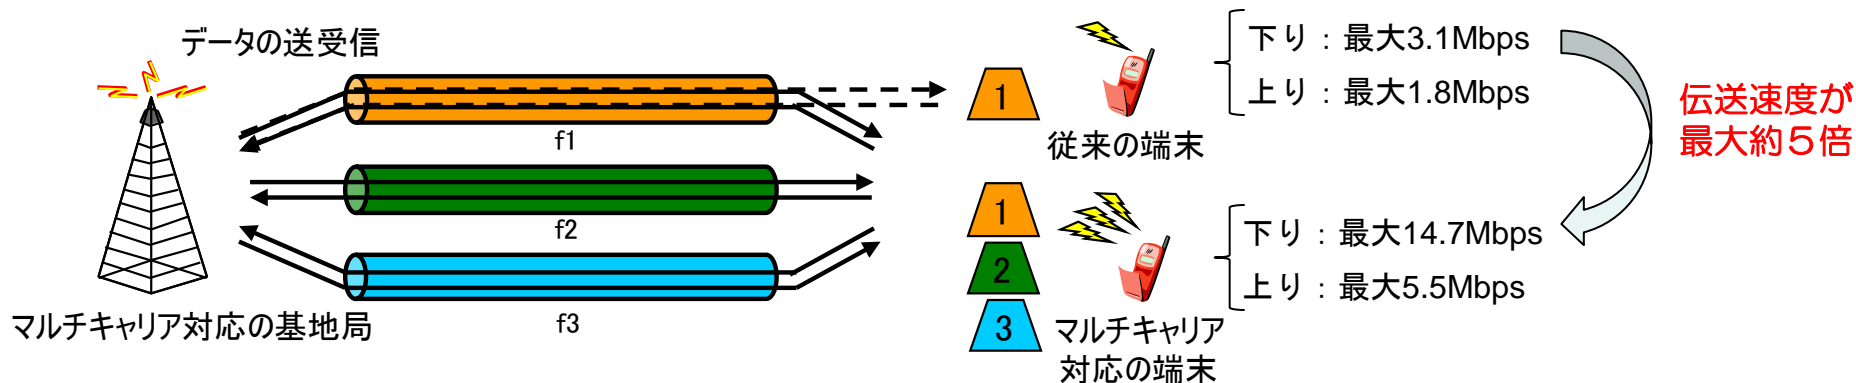 データの送受信
f1
f2
f3
マルチキャリア対応の基地局
1
従来の端末
下り：最大3.1Mbps
上り：最大1.8Mbps
1
2
3
マルチキャリア
対応の端末
下り：最大14.7Mbps
上り：最大5.5Mbps
伝送速度が
最大約５倍